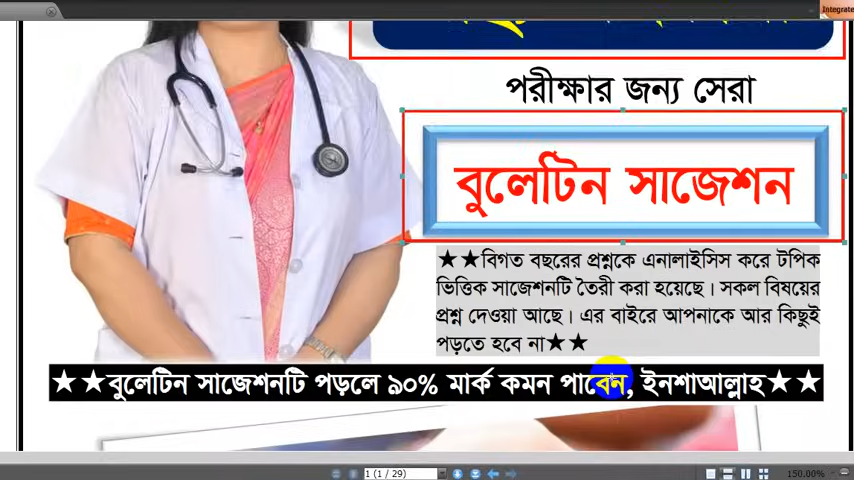 Integrate
পরীক্ষার জন্য সেরা
বুলেটিন সাজেশন
★★বিগত বছরের প্রশ্নকে এনালাইসিস করে টপিক
ভিত্তিক সাজেশনটি তৈরী করা হয়েছে। সকল বিষয়ের
প্রশ্ন দেওয়া আছে। এর বাইরে আপনাকে আর কিছুই
পড়তে হবে না★★
★★বুলেটিন সাজেশনটি পড়লে ৯০% মার্ক কমন পাবেন, ইনশাআল্লাহ★★
1 (1 / 29)
150.00%